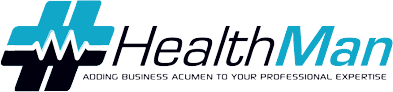 HealthMan
ADDING BUSINESS ACUMEN TO YOUR PROFESSIONAL EXPERTISE